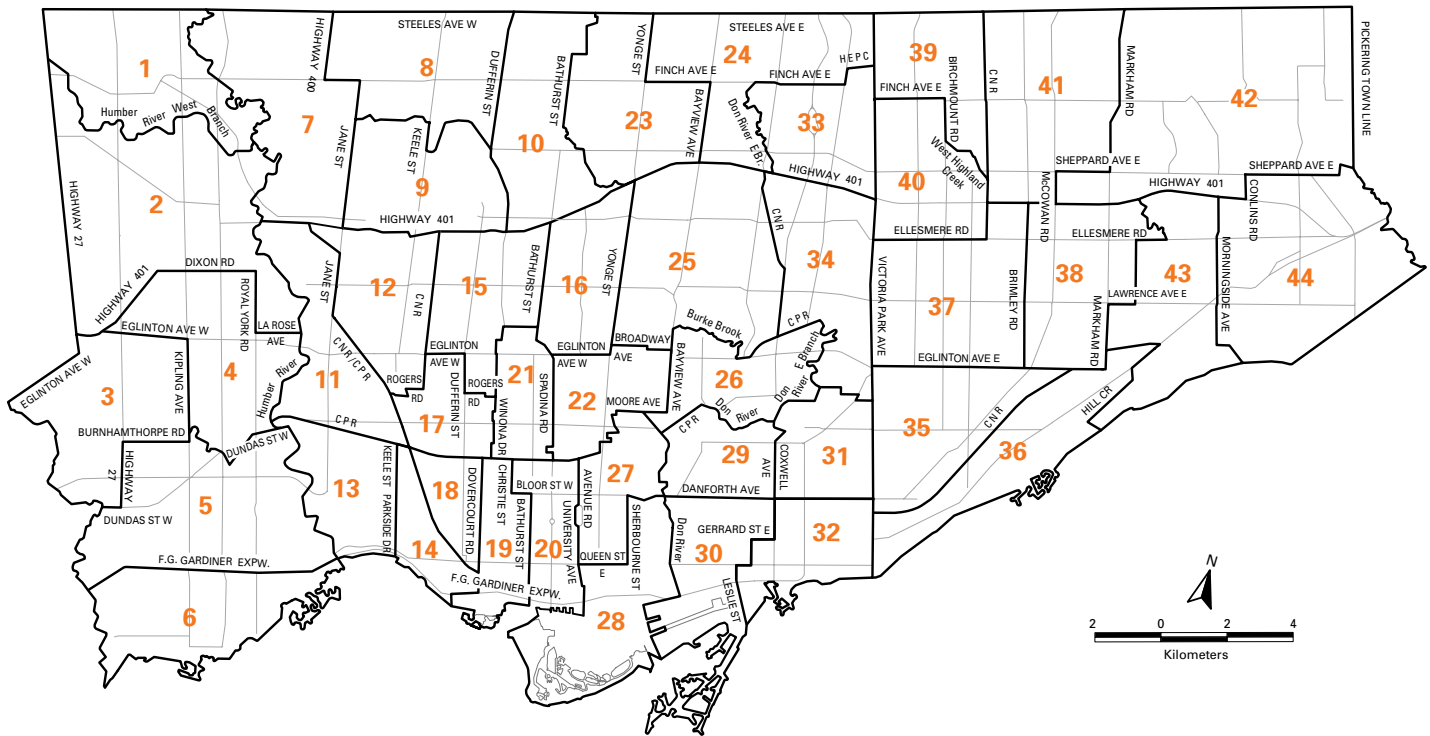 STEELES AVE W
STEELES AVE E
HIGHWAY 400
DUFFERIN ST
BATHURST ST
YONGE ST
24
39
1
8
HEPC
BIRCHMOUNT RD
CNR
41
MARKHAM RD
PICKERING TOWN LINE
FINCH AVE E
FINCH AVE E
FINCH AVE E
42
Humber
River
West
Branch
7
JANE ST
KEELE ST
10
23
BAYVIEW AVE
Don River E Br.
33
West Highland
Creek
SHEPPARD AVE E
SHEPPARD AVE E
HIGHWAY 401
HIGHWAY 401
40
9
2
HIGHWAY 27
HIGHWAY 401
McCOWAN RD
CONLINS RD
ELLESMERE RD
ELLESMERE RD
CNR
DIXON RD
HIGHWAY 401
ROYAL YORK RD
JANE ST
12
CNR
15
BATHURST ST
16
YONGE ST
25
34
VICTORIA PARK AVE
37
BRIMLEY RD
38
43
MORNINGSIDE AVE
44
LAWRENCE AVE E
MARKHAM RD
EGLINTON AVE W
LA ROSE
AVE
CNR/CPR
EGLINTON
AVE W
EGLINTON
AVE W
BROADWAY
AVE
Burke Brook
CPR
EGLINTON AVE E
EGLINTON AVE W
3
KIPLING AVE
4
Humber River
11
ROGERS
RD
DUFFERIN ST
ROGERS
RD
21
WINONA DR
SPADINA RD
22
MOORE AVE
BAYVIEW AVE
26
Don
River
Don
River
E Branch
BURNHAMTHORPE RD
CPR
17
CPR
35
CNR
HILL CR
DUNDAS ST W
HIGHWAY
27
5
13
KEELE ST
PARKSIDE DR
18
DOVERCOURT RD
CHRISTIE ST
BLOOR ST W
BATHURST ST
AVENUE RD
27
29
COXWELL
AVE
31
36
DANFORTH AVE
DUNDAS ST W
14
19
20
UNIVERSITY AVE
QUEEN ST
E
SHERBOURNE ST
Don River
GERRARD ST E
30
32
F.G. GARDINER EXPW.
F.G. GARDINER EXPW.
LESLIE ST
6
28
N
2
0
2
4
Kilometers